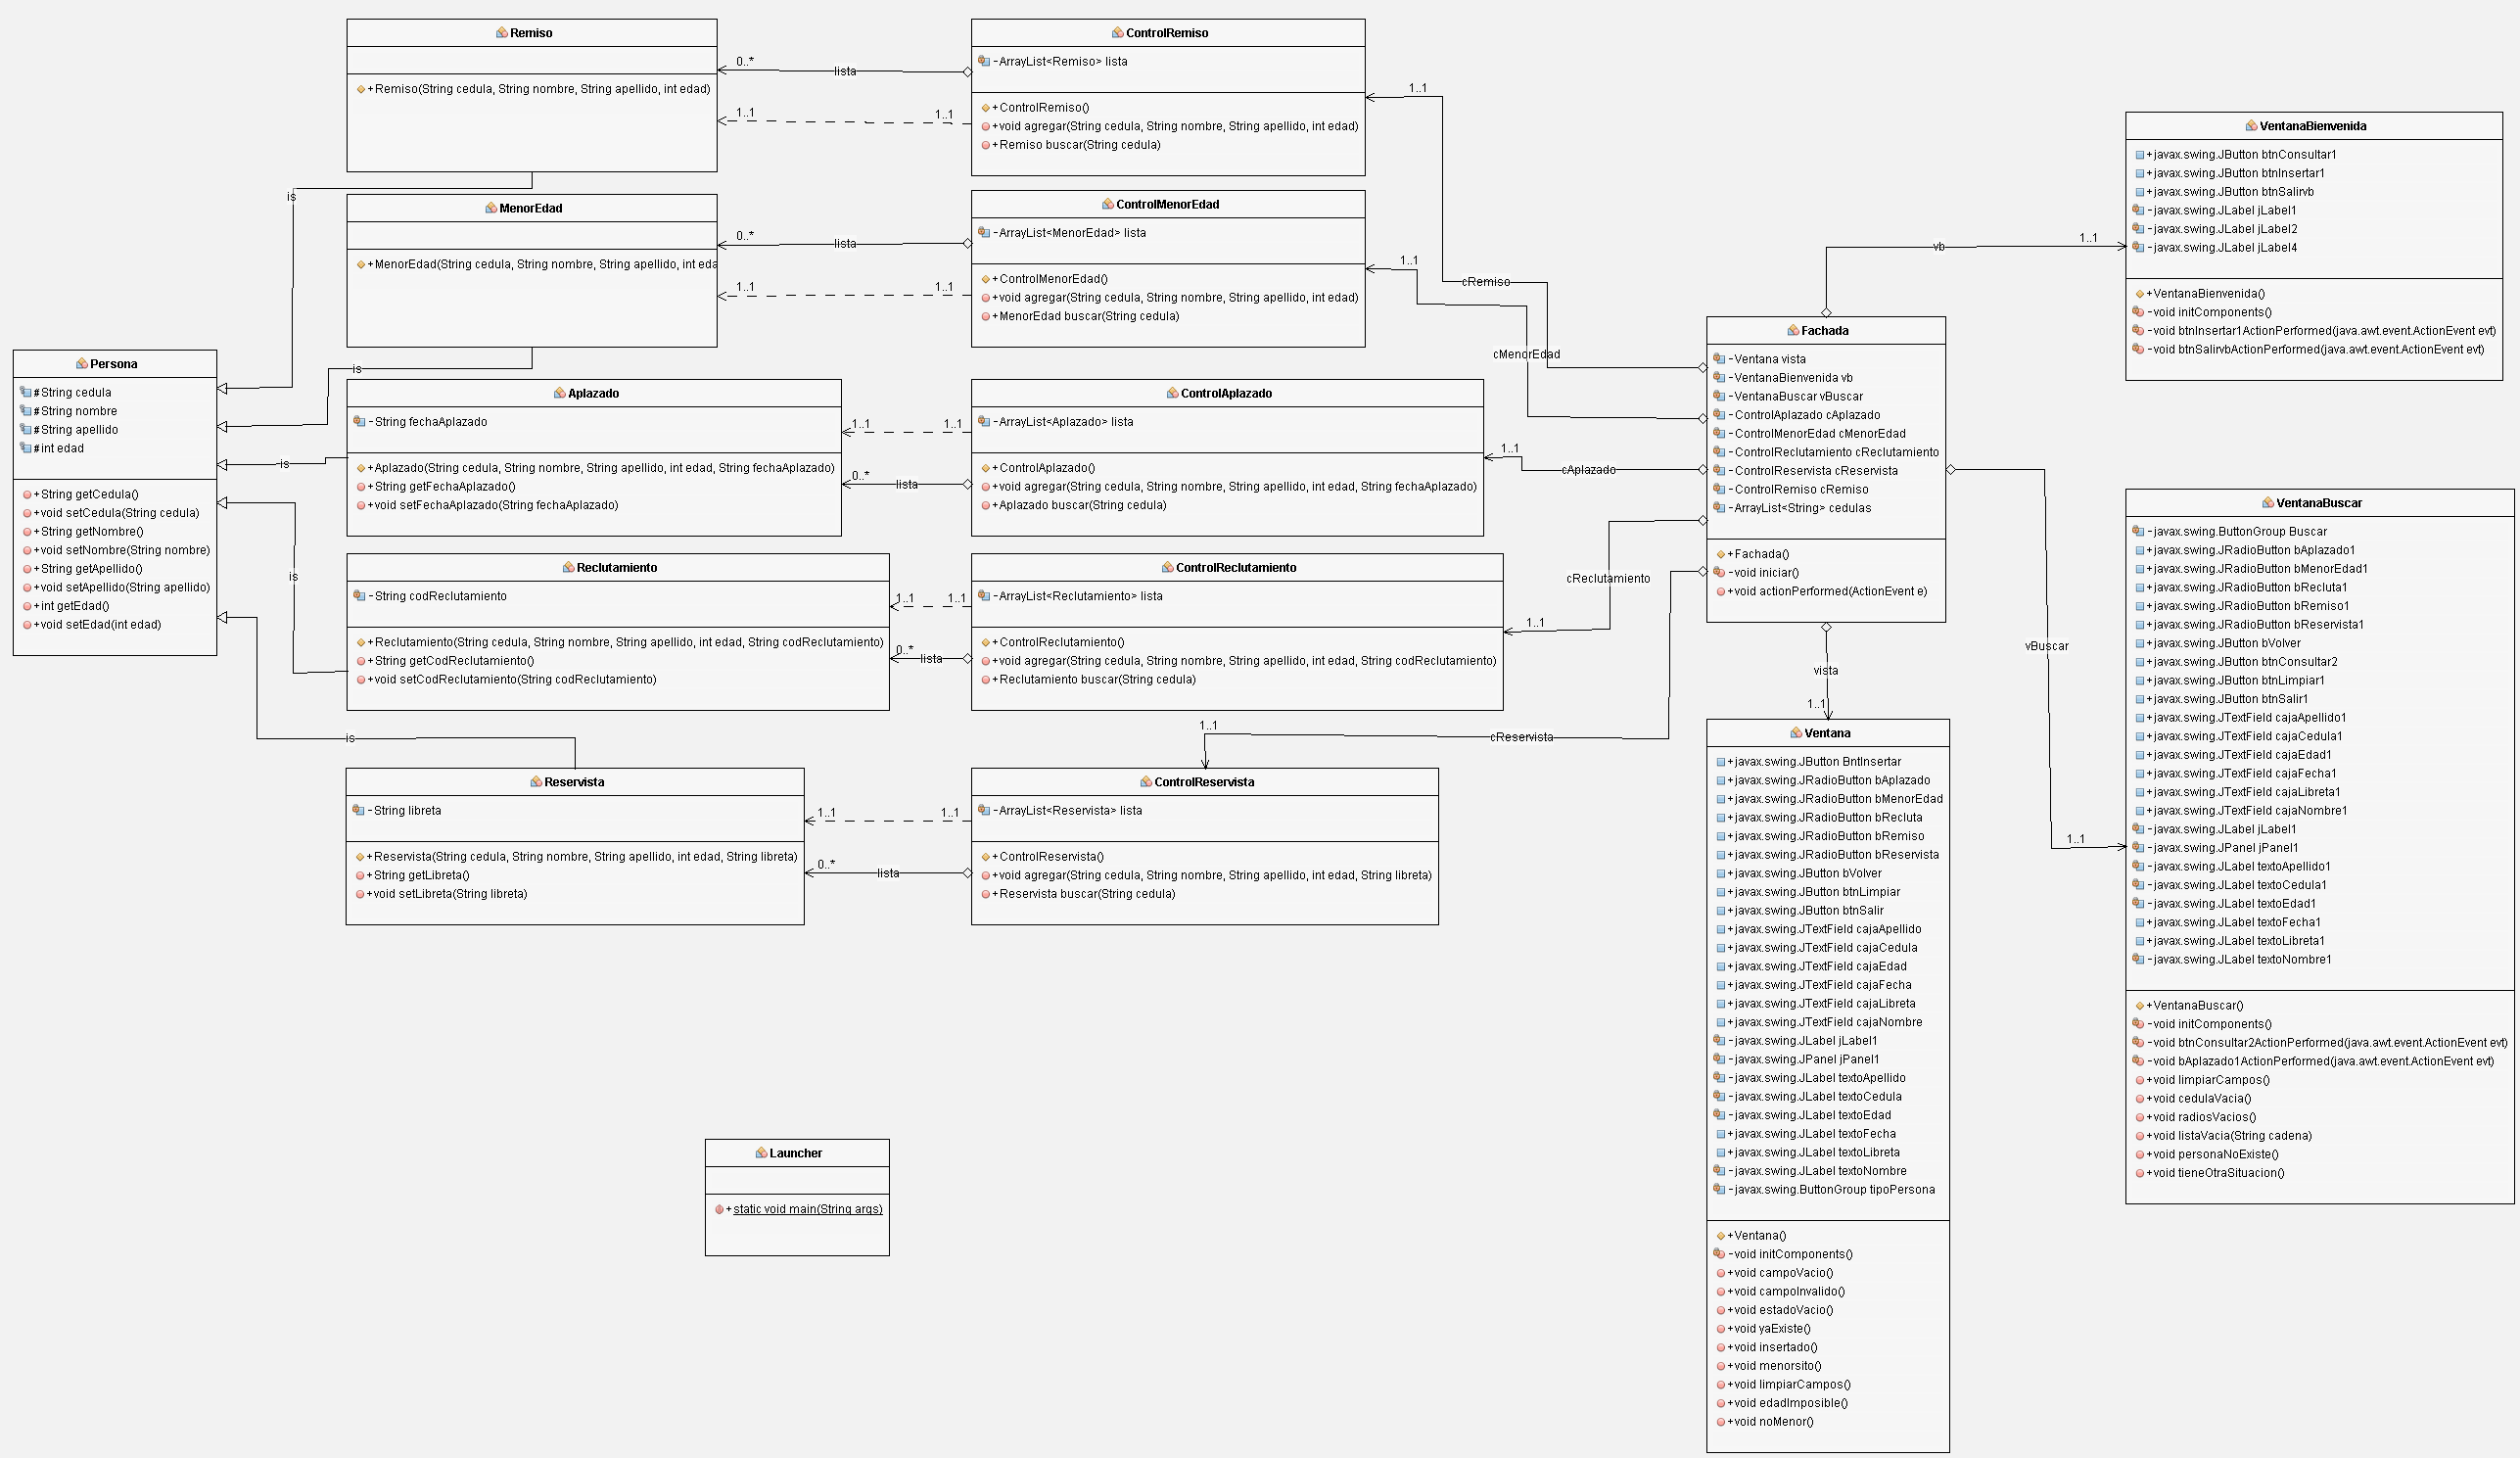 Remiso
+Remiso(String cedula, String nombre, String apellido, int edad)
0..*
lista
1..1
1..1
ControlRemiso
-ArrayList<Remiso> lista
+ControlRemiso()
+void agregar(String cedula, String nombre, String apellido, int edad)
+Remiso buscar(String cedula)
1..1
cRemiso
is
MenorEdad
+MenorEdad(String cedula, String nombre, String apellido, int eda
0..*
lista
1..1
1..1
ControlMenorEdad
-ArrayList<MenorEdad> lista
+ControlMenorEdad()
+void agregar(String cedula, String nombre, String apellido, int edad)
+MenorEdad buscar(String cedula)
1..1
cMenorEdad
is
VentanaBienvenida
+javax.swing.JButton btnConsultar1
+javax.swing.JButton btnInsertar1
+javax.swing.JButton btnSalirvb
-javax.swing.JLabel jLabel1
-javax.swing.JLabel jLabel2
-javax.swing.JLabel jLabel4
+VentanaBienvenida()
-void initComponents()
-void btnInsertar1ActionPerformed(java.awt.event.ActionEvent evt)
-void btnSalirvbActionPerformed(java.awt.event.ActionEvent evt)
vb
1..1
Persona
#String cedula
#String nombre
#String apellido
#int edad
+String getCedula()
+void setCedula(String cedula)
+String getNombre()
+void setNombre(String nombre)
+String getApellido()
+void setApellido(String apellido)
+int getEdad()
+void setEdad(int edad)
is
Aplazado
-String fechaAplazado
+Aplazado(String cedula, String nombre, String apellido, int edad, String fechaAplazado)
+String getFechaAplazado()
+void setFechaAplazado(String fechaAplazado)
1..1
1..1
0..*
lista
ControlAplazado
-ArrayList<Aplazado> lista
+ControlAplazado()
+void agregar(String cedula, String nombre, String apellido, int edad, String fechaAplazado)
+Aplazado buscar(String cedula)
1..1
cAplazado
Fachada
-Ventana vista
-VentanaBienvenida vb
-VentanaBuscar vBuscar
-ControlAplazado cAplazado
-ControlMenorEdad cMenorEdad
-ControlReclutamiento cReclutamiento
-ControlReservista cReservista
-ControlRemiso cRemiso
-ArrayList<String> cedulas
+Fachada()
-void iniciar()
+void actionPerformed(ActionEvent e)
is
Reclutamiento
-String codReclutamiento
+Reclutamiento(String cedula, String nombre, String apellido, int edad, String codReclutamiento)
+String getCodReclutamiento()
+void setCodReclutamiento(String codReclutamiento)
1..1
1..1
0..*
lista
ControlReclutamiento
-ArrayList<Reclutamiento> lista
+ControlReclutamiento()
+void agregar(String cedula, String nombre, String apellido, int edad, String codReclutamiento)
+Reclutamiento buscar(String cedula)
1..1
cReclutamiento
VentanaBuscar
-javax.swing.ButtonGroup Buscar
+javax.swing.JRadioButton bAplazado1
+javax.swing.JRadioButton bMenorEdad1
+javax.swing.JRadioButton bRecluta1
+javax.swing.JRadioButton bRemiso1
+javax.swing.JRadioButton bReservista1
+javax.swing.JButton bVolver
+javax.swing.JButton btnConsultar2
+javax.swing.JButton btnLimpiar1
+javax.swing.JButton btnSalir1
+javax.swing.JTextField cajaApellido1
+javax.swing.JTextField cajaCedula1
+javax.swing.JTextField cajaEdad1
+javax.swing.JTextField cajaFecha1
+javax.swing.JTextField cajaLibreta1
+javax.swing.JTextField cajaNombre1
-javax.swing.JLabel jLabel1
-javax.swing.JPanel jPanel1
-javax.swing.JLabel textoApellido1
-javax.swing.JLabel textoCedula1
-javax.swing.JLabel textoEdad1
+javax.swing.JLabel textoFecha1
+javax.swing.JLabel textoLibreta1
-javax.swing.JLabel textoNombre1
+VentanaBuscar()
-void initComponents()
-void btnConsultar2ActionPerformed(java.awt.event.ActionEvent evt)
-void bAplazado1ActionPerformed(java.awt.event.ActionEvent evt)
+void limpiarCampos()
+void cedulaVacia()
+void radiosVacios()
+void listaVacia(String cadena)
+void personaNoExiste()
+void tieneOtraSituacion()
vBuscar
1..1
vista
1..1
1..1
cReservista
is
Reservista
-String libreta
+Reservista(String cedula, String nombre, String apellido, int edad, String libreta)
+String getLibreta()
+void setLibreta(String libreta)
1..1
1..1
0..*
lista
ControlReservista
-ArrayList<Reservista> lista
+ControlReservista()
+void agregar(String cedula, String nombre, String apellido, int edad, String libreta)
+Reservista buscar(String cedula)
Ventana
+javax.swing.JButton BntInsertar
+javax.swing.JRadioButton bAplazado
+javax.swing.JRadioButton bMenorEdad
+javax.swing.JRadioButton bRecluta
+javax.swing.JRadioButton bRemiso
+javax.swing.JRadioButton bReservista
+javax.swing.JButton bVolver
+javax.swing.JButton btnLimpiar
+javax.swing.JButton btnSalir
+javax.swing.JTextField cajaApellido
+javax.swing.JTextField cajaCedula
+javax.swing.JTextField cajaEdad
+javax.swing.JTextField cajaFecha
+javax.swing.JTextField cajaLibreta
+javax.swing.JTextField cajaNombre
-javax.swing.JLabel jLabel1
-javax.swing.JPanel jPanel1
-javax.swing.JLabel textoApellido
-javax.swing.JLabel textoCedula
-javax.swing.JLabel textoEdad
+javax.swing.JLabel textoFecha
+javax.swing.JLabel textoLibreta
-javax.swing.JLabel textoNombre
-javax.swing.ButtonGroup tipoPersona
+Ventana()
-void initComponents()
+void campoVacio()
+void campoInvalido()
+void estadoVacio()
+void yaExiste()
+void insertado()
+void menorsito()
+void limpiarCampos()
+void edadImposible()
+void noMenor()
Launcher
+static void main(String args)